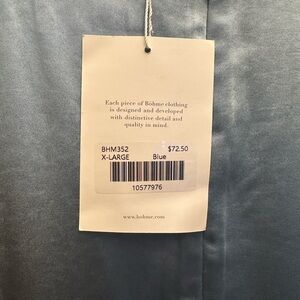 Each piece of Böhme clothing
is designed and developed
with distinctive detail and
quality in mind.
BHM352 $72.50
X-LARGE Blue
10577976
www.bohme.com